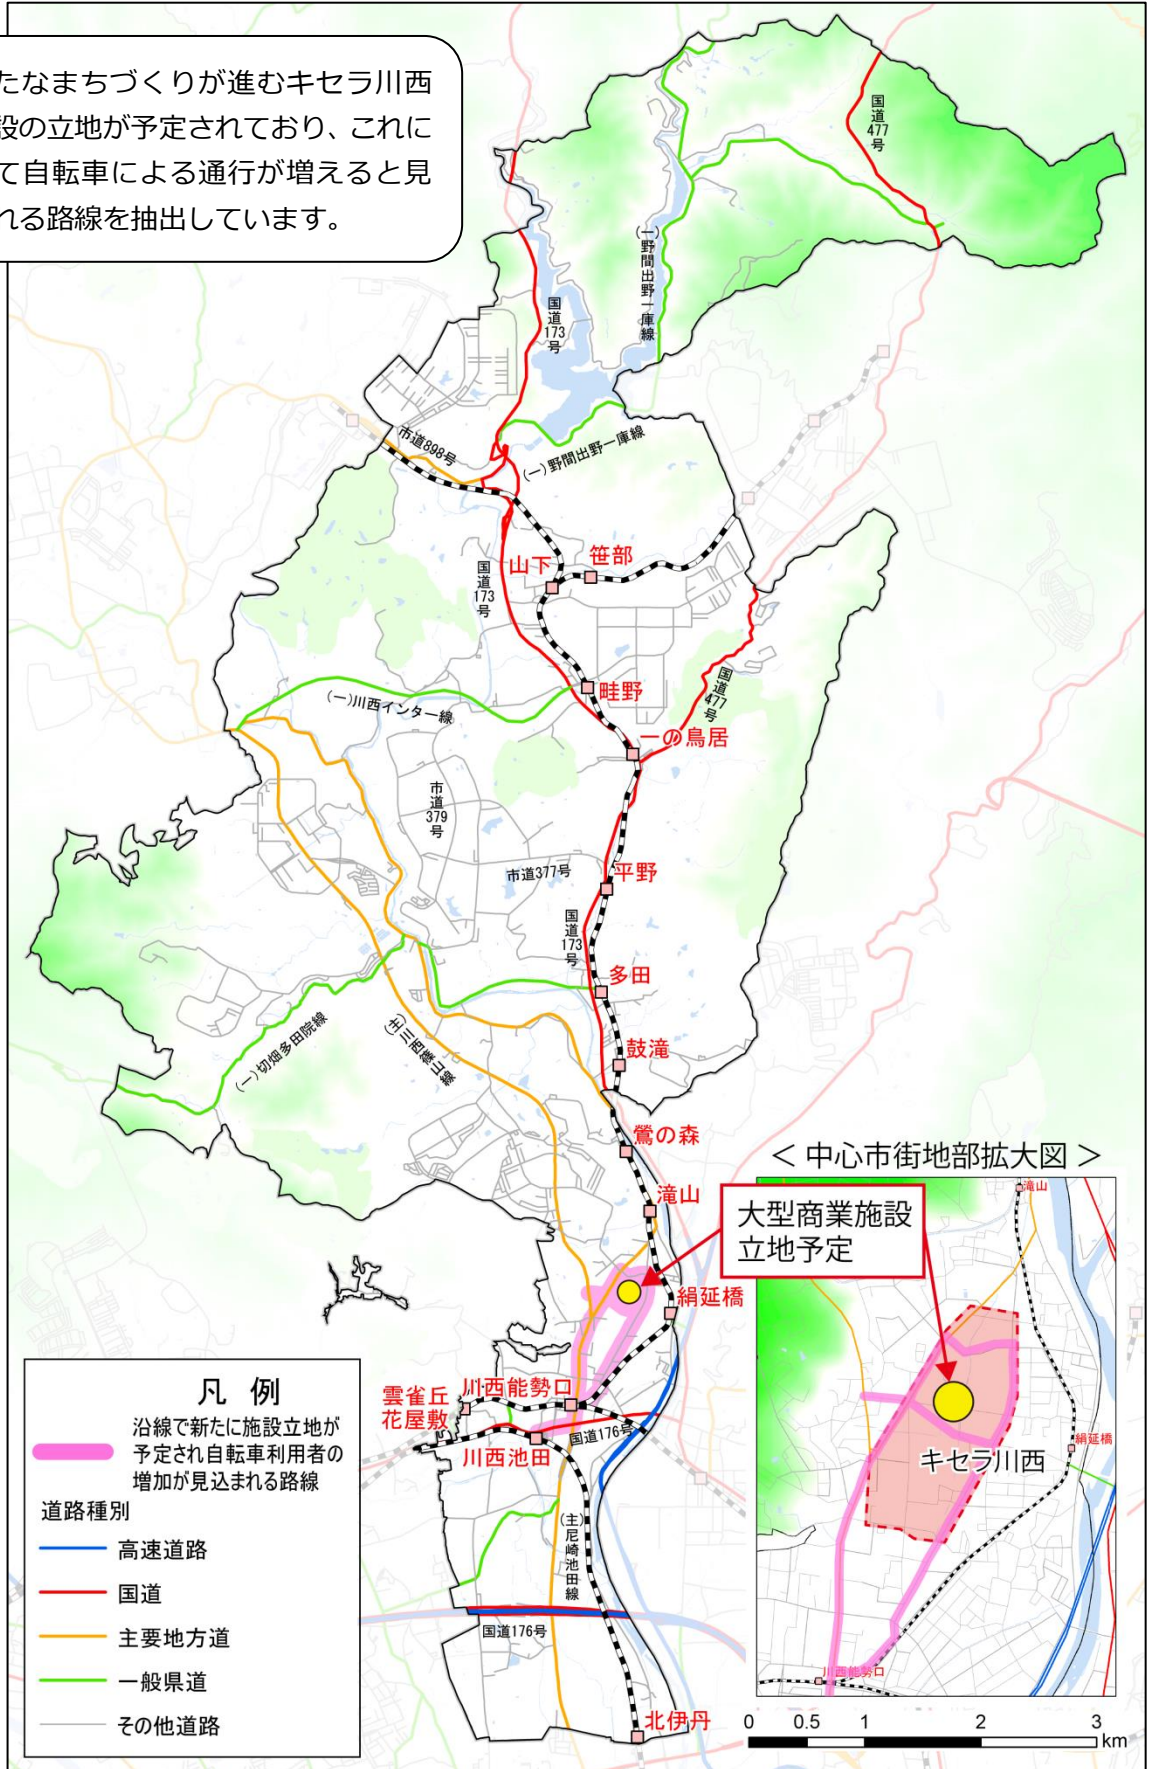 たなまちづくりが進むキセラ川西
設の立地が予定されており、これに
て自転車による通行が増えると見
れる路線を抽出しています。
国道477号
(一)野間出野一庫線
国道173号
市道898号
(一)野間出野一庫線
山下
笹部
国道173号
畦野
国道477号
(一)川西インター線
一の鳥居
市道379号
市道377号
平野
国道173号
多田
(一)切畑多田院線
(主)川西篠山線
鼓滝
鶯の森
滝山
絹延橋
雲雀丘
花屋敷
川西能勢口
川西池田
国道176号
(主)尼崎池田線
国道176号
北伊丹
<中心市街地部拡大図>
大型商業施設
立地予定
滝山
キセラ川西
絹延橋
川西能勢口
凡 例
沿線で新たに施設立地が
予定され自転車利用者の
増加が見込まれる路線
道路種別
高速道路
国道
主要地方道
一般県道
その他道路
0 0.5 1 2 3
km